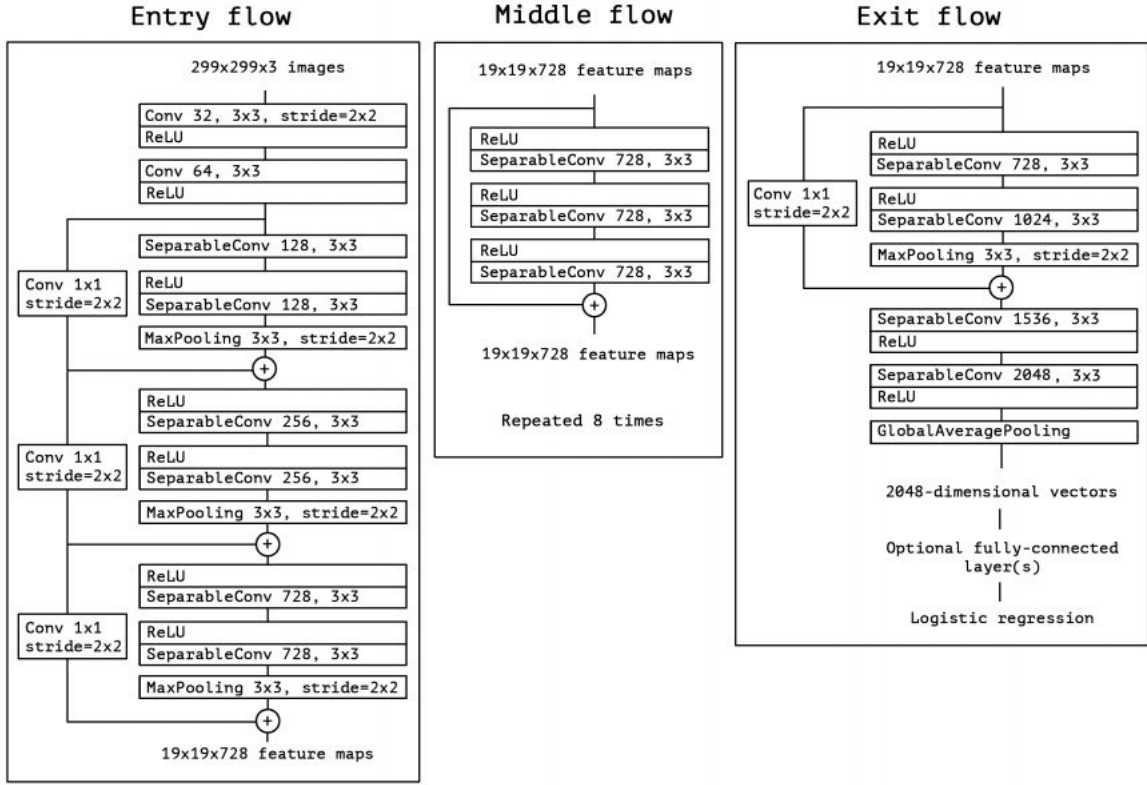 Entry flow
299x299x3 images
Conv 32, 3x3, stride=2x2
ReLU
Conv 64, 3x3
ReLU
SeparableConv 128, 3x3
Conv 1x1
stride=2x2
ReLU
SeparableConv 128, 3x3
MaxPooling 3x3, stride=2x2
+
ReLU
SeparableConv 256, 3x3
Conv 1x1
stride=2x2
ReLU
SeparableConv 256, 3x3
MaxPooling 3x3, stride=2x2
+
ReLU
SeparableConv 728, 3x3
Conv 1x1
stride=2x2
ReLU
SeparableConv 728, 3x3
MaxPooling 3x3, stride=2x2
+
19x19x728 feature maps
Middle flow
19x19x728 feature maps
ReLU
SeparableConv 728, 3x3
ReLU
SeparableConv 728, 3x3
ReLU
SeparableConv 728, 3x3
+
19x19x728 feature maps
Repeated 8 times
Exit flow
19x19x728 feature maps
ReLU
SeparableConv 728, 3x3
Conv 1x1
stride=2x2
ReLU
SeparableConv 1024, 3x3
MaxPooling 3x3, stride=2x2
+
SeparableConv 1536, 3x3
ReLU
SeparableConv 2048, 3x3
ReLU
GlobalAveragePooling
2048-dimensional vectors
Optional fully-connected
layer(s)
Logistic regression